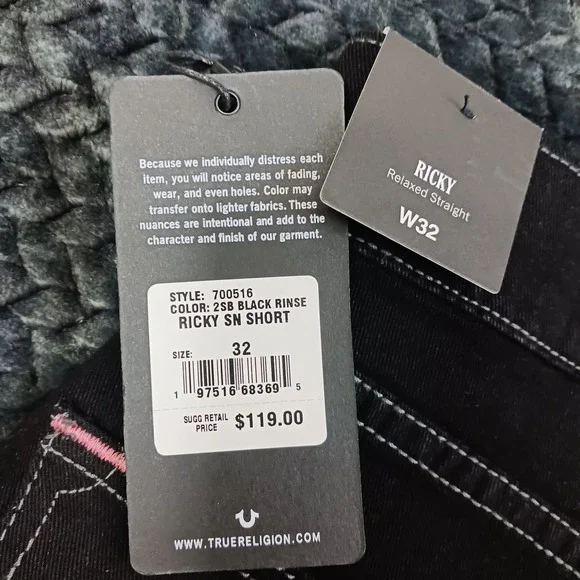 Because we individually distress each
item, you will notice areas of fading,
wear, and even holes. Color may
transfer onto lighter fabrics. These
nuances are intentional and add to the
character and finish of our garment.
STYLE: 700516
COLOR: 2SB BLACK RINSE
RICKY SN SHORT
SIZE: 32
1 97516 68369 5
SUGG RETAIL
PRICE $119.00
WWW.TRUERELIGION.COM
RICKY
Relaxed Straight
W32